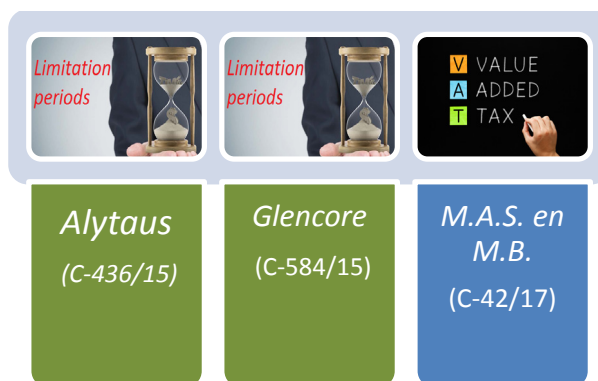 Limitation
periods
Limitation
periods
V VALUE
A ADDED
T TAX
Alytaus
(C-436/15)
Glencore
(C-584/15)
M.A.S. en
M.B.
(C-42/17)